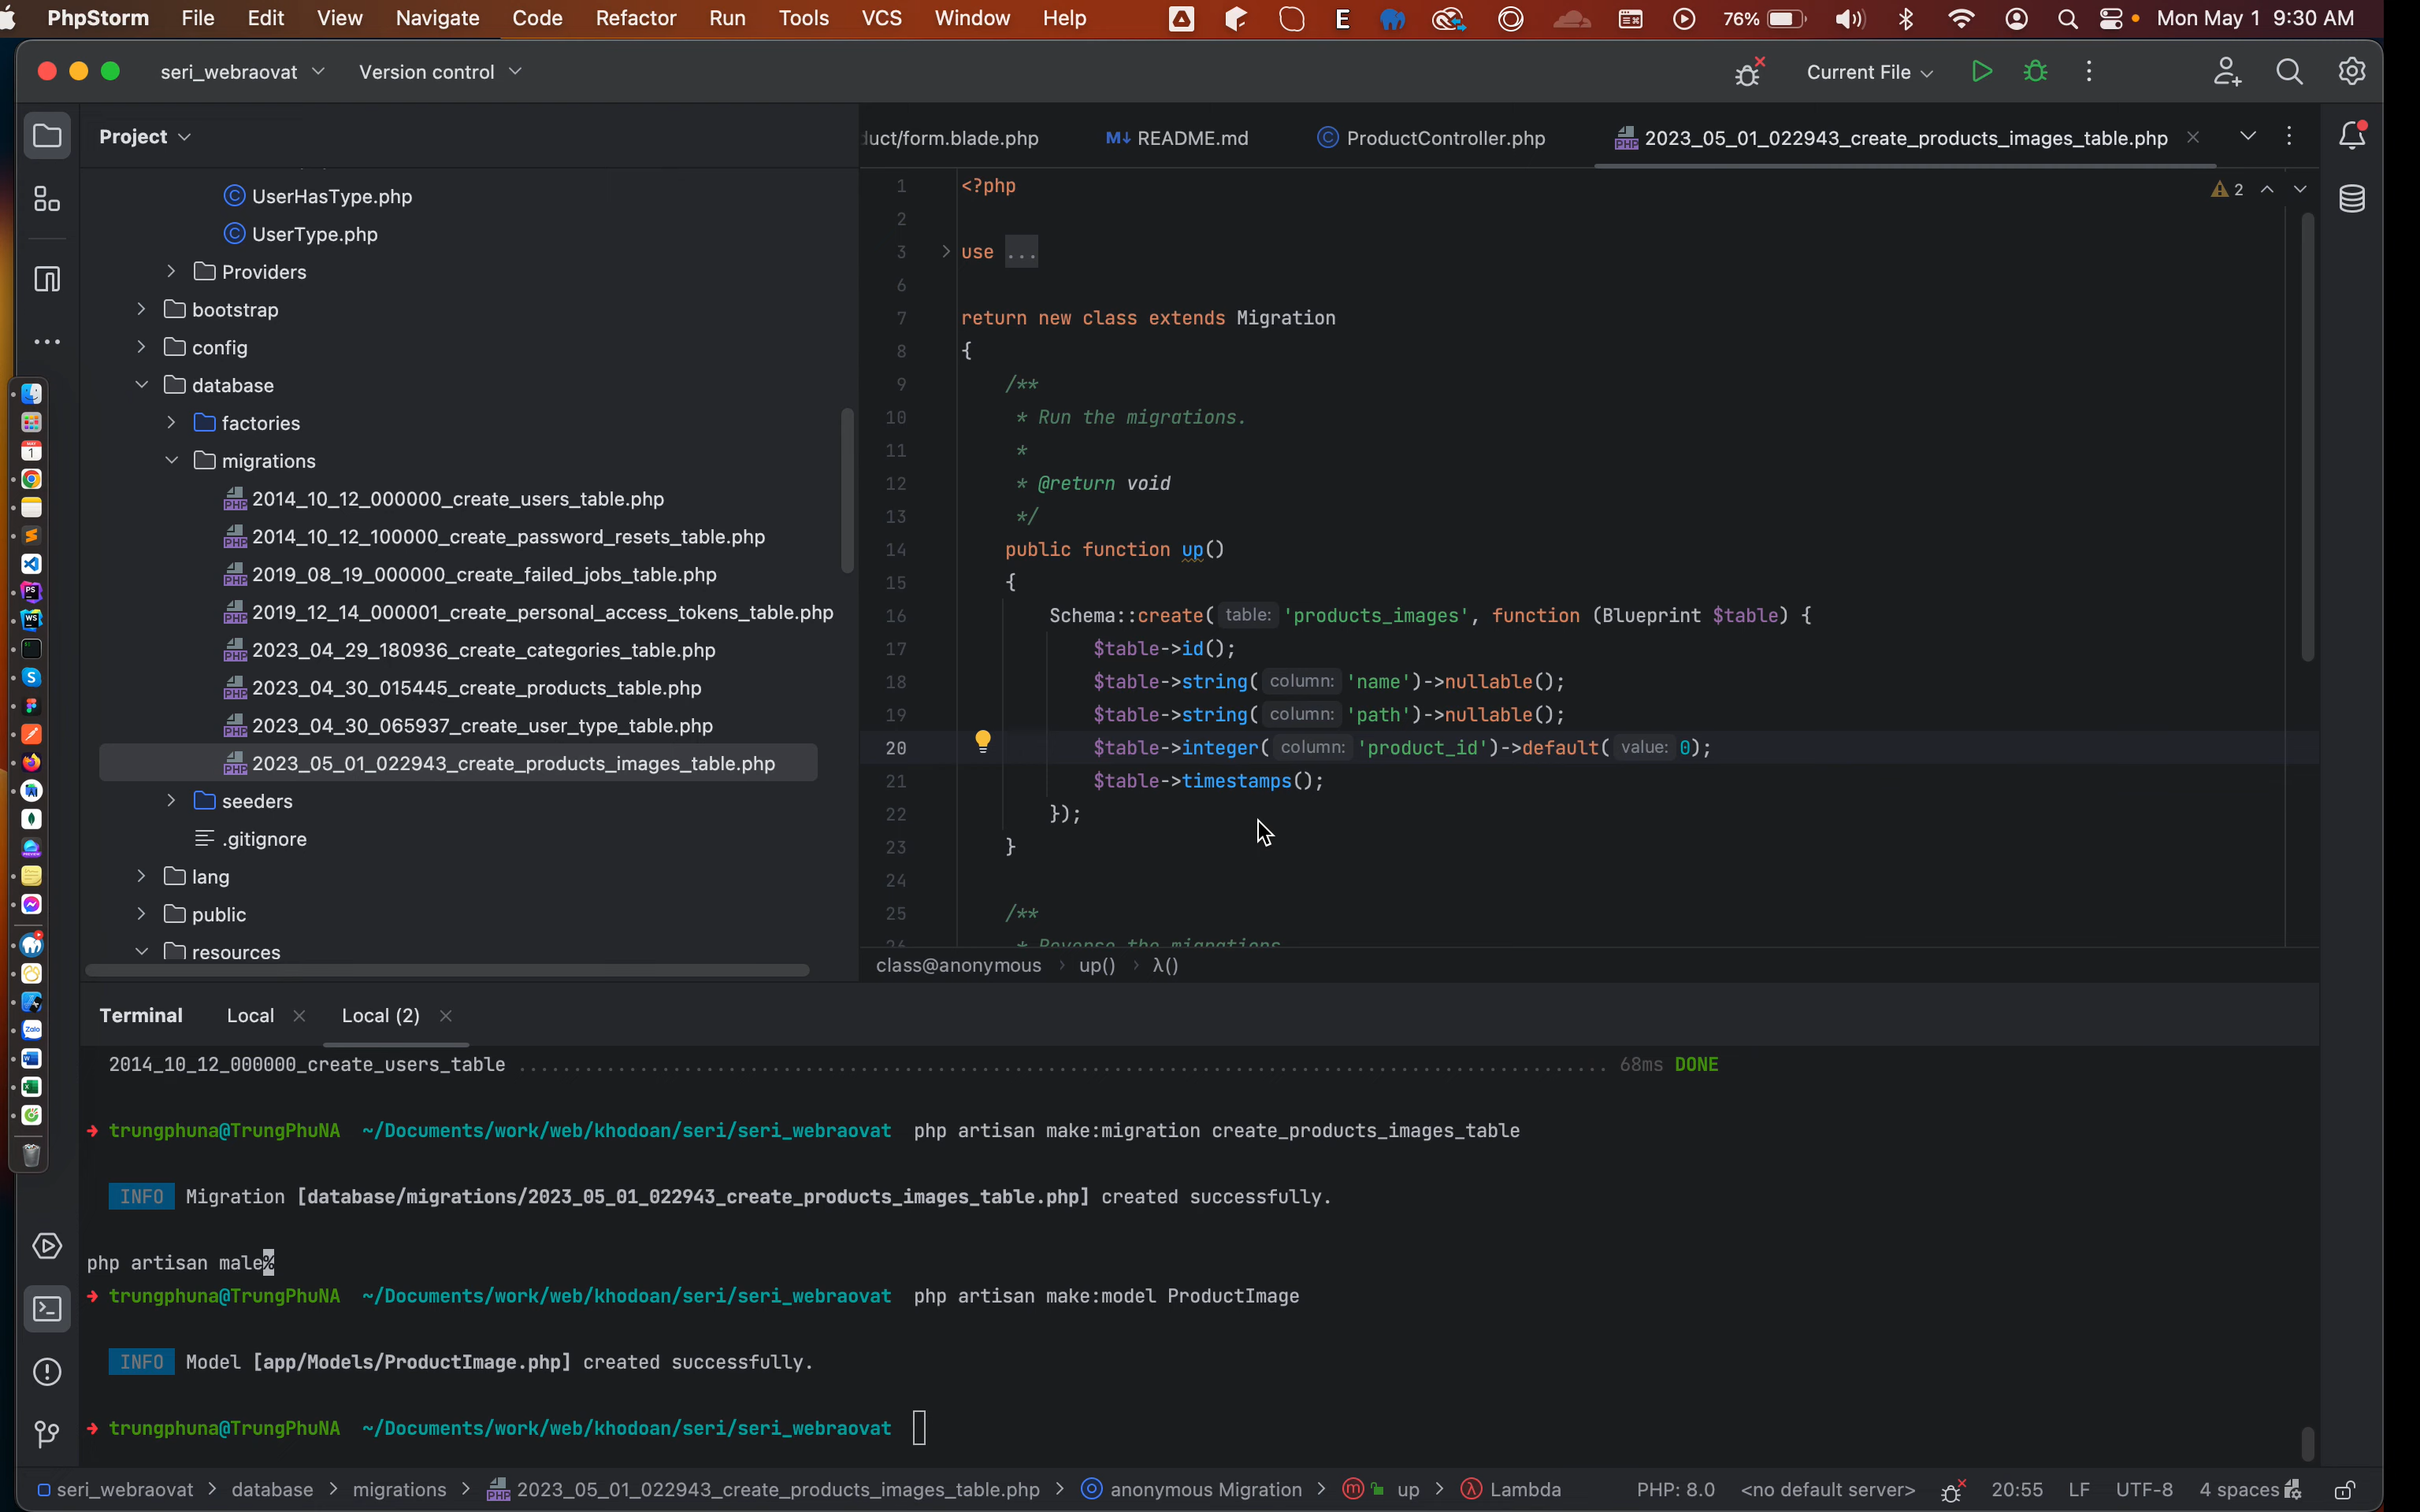 PhpStorm File Edit View Navigate Code Refactor Run Tools VCS Window Help E 76% Mon May 1 9:30 AM
seri_webraovat Version control Current File
Project
duct/form.blade.php README.md ProductController.php 2023_05_01_022943_create_products_images_table.php
UserHasType.php
UserType.php
Providers
bootstrap
config
database
factories
migrations
2014_10_12_000000_create_users_table.php
2014_10_12_100000_create_password_resets_table.php
2019_08_19_000000_create_failed_jobs_table.php
2019_12_14_000001_create_personal_access_tokens_table.php
2023_04_29_180936_create_categories_table.php
2023_04_30_015445_create_products_table.php
2023_04_30_065937_create_user_type_table.php
2023_05_01_022943_create_products_images_table.php
seeders
.gitignore
lang
public
resources
2
1 <?php
2
3 use ...
6
7 return new class extends Migration
8 {
9 /**
10 * Run the migrations.
11 *
12 * @return void
13 */
14 public function up()
15 {
16 Schema::create( table: 'products_images', function (Blueprint $table) {
17 $table->id();
18 $table->string( column: 'name')->nullable();
19 $table->string( column: 'path')->nullable();
20 $table->integer( column: 'product_id')->default( value: 0);
21 $table->timestamps();
22 });
23 }
24
25 /**
26 * Reverse the migrations
class@anonymous › up() › λ()
Terminal Local Local (2)
2014_10_12_000000_create_users_table ........ 68ms DONE
➜ trungphuna@TrungPhuNA ~/Documents/work/web/khodoan/seri/seri_webraovat php artisan make:migration create_products_images_table
INFO Migration [database/migrations/2023_05_01_022943_create_products_images_table.php] created successfully.
php artisan male%
➜ trungphuna@TrungPhuNA ~/Documents/work/web/khodoan/seri/seri_webraovat php artisan make:model ProductImage
INFO Model [app/Models/ProductImage.php] created successfully.
➜ trungphuna@TrungPhuNA ~/Documents/work/web/khodoan/seri/seri_webraovat
seri_webraovat › database › migrations › 2023_05_01_022943_create_products_images_table.php › anonymous Migration › up › Lambda PHP: 8.0 <no default server> 20:55 LF UTF-8 4 spaces